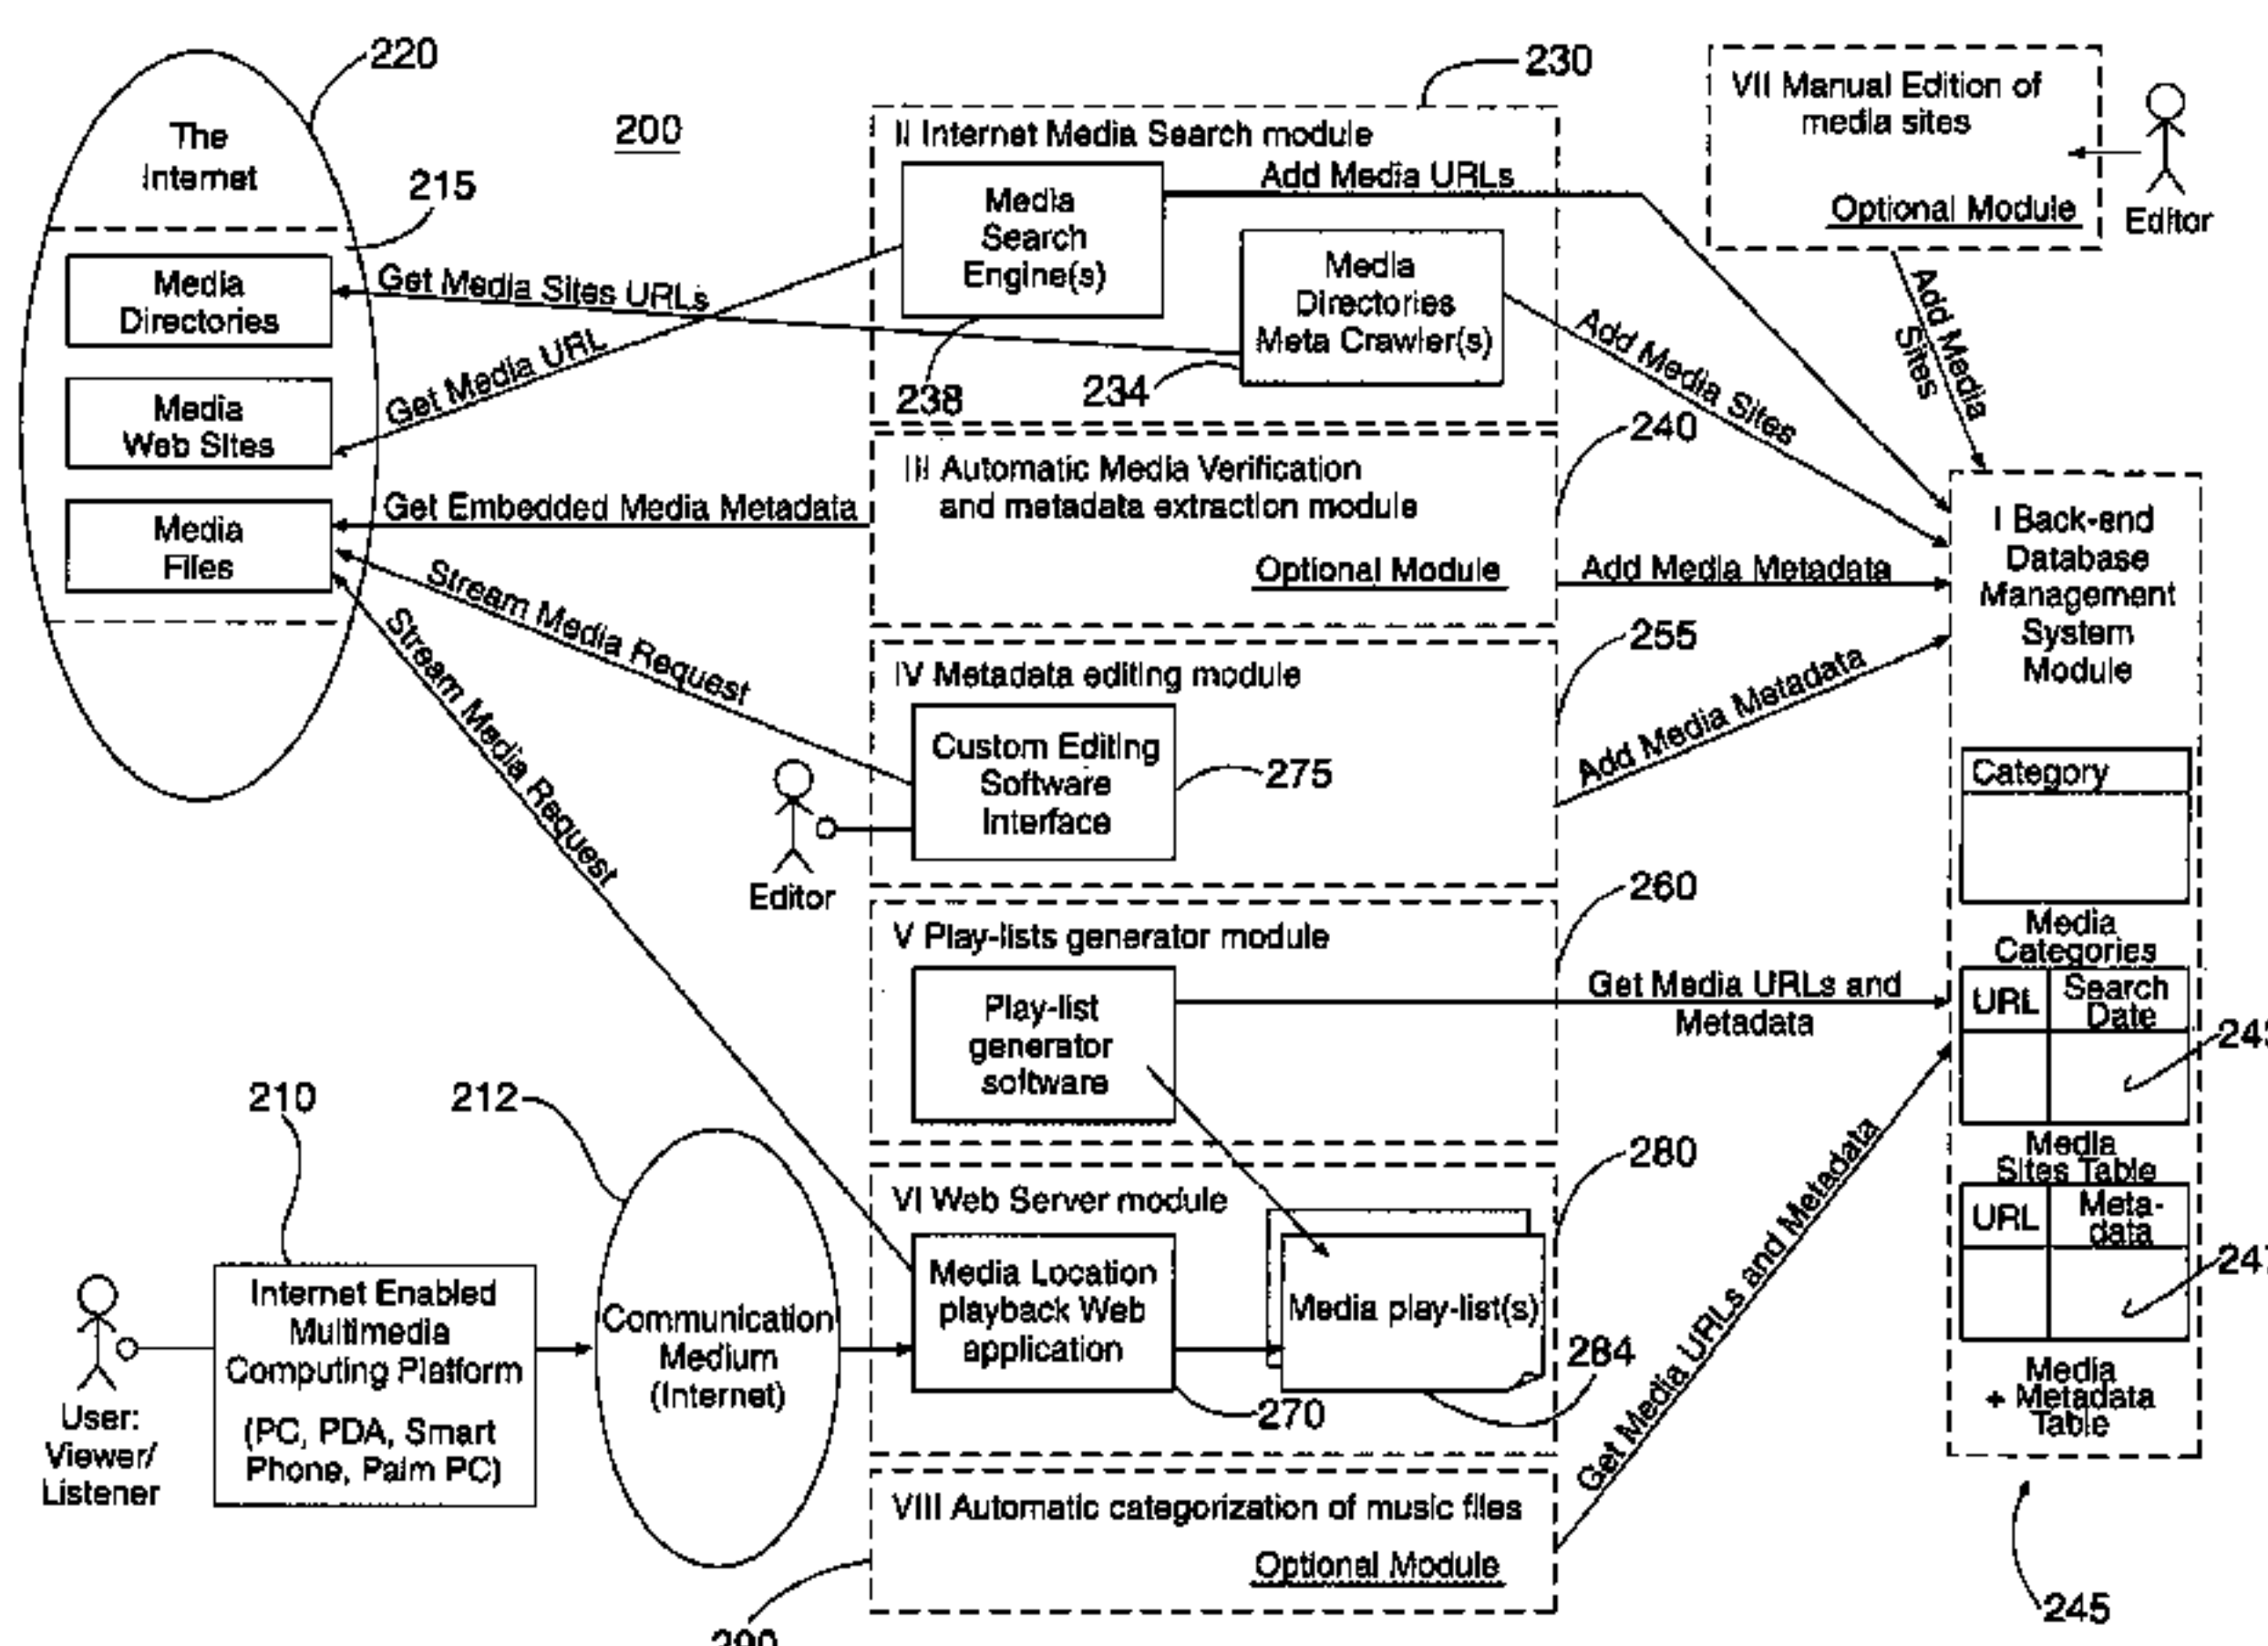 220
The
Internet
215
Media
Directories
Media
Web Sites
Media
Files
200
Get Media Sites URLs
Get Media URL
Get Embedded Media Metadata
Stream Media Request
Stream Media Request
230
II Internet Media Search module
Media
Search
Engine(s)
238
Add Media URLs
Media
Directories
Meta Crawler(s)
234
Add Media Sites
VII Manual Edition of
media sites
Optional Module
Editor
Add Media
Sites
240
III Automatic Media Verification
and metadata extraction module
Optional Module
Add Media Metadata
255
IV Metadata editing module
Custom Editing
Software
Interface
275
Editor
Add Media Metadata
260
V Play-lists generator module
Play-list
generator
software
Get Media URLs and
Metadata
280
VI Web Server module
Media Location
playback Web
application
270
Media play-list(s)
284
VIII Automatic categorization of music files
Optional Module
Get Media URLs and Metadata
210
Internet Enabled
Multimedia
Computing Platform
(PC, PDA, Smart
Phone, Palm PC)
User:
Viewer/
Listener
212
Communication
Medium
(Internet)
I Back-end
Database
Management
System
Module
Category
Media
Categories
URL
Search
Date
Media
Sites Table
URL
Meta-
data
Media
+ Metadata
Table
245